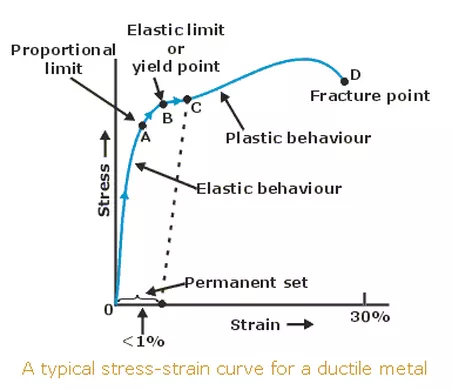 Elastic limit
or
yield point
Proportional
limit
A
B
C
D
Fracture point
Plastic behaviour
Elastic behaviour
Stress
Permanent set
0
<1%
Strain
30%
A typical stress-strain curve for a ductile metal